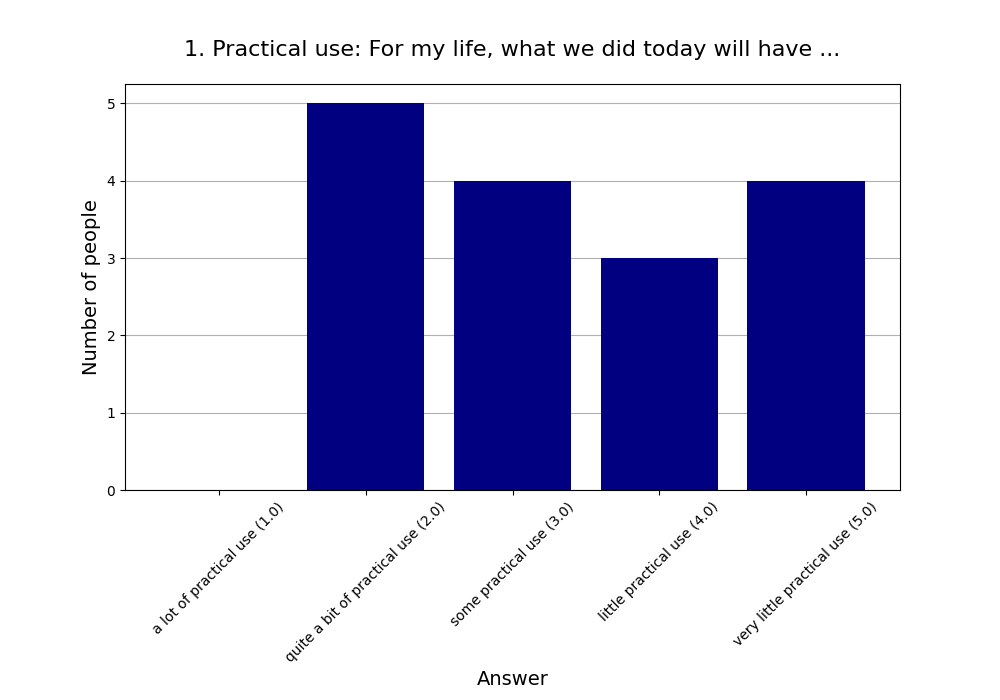 1. Practical use: For my life, what we did today will have ...
Number of people
5
4
3
2
1
0
a lot of practical use (1.0)
quite a bit of practical use (2.0)
some practical use (3.0)
little practical use (4.0)
very little practical use (5.0)
Answer